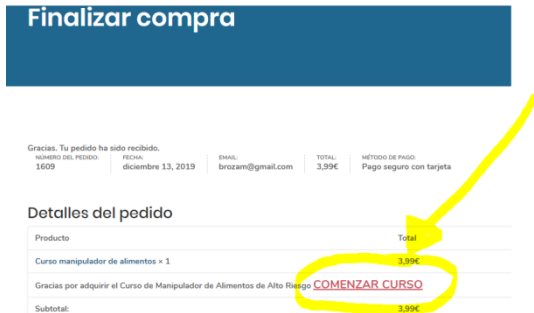 Finalizar compra
Gracias. Tu pedido ha sido recibido.
NÚMERO DEL PEDIDO: FECHA: EMAIL: TOTAL: MÉTODO DE PAGO:
1609 diciembre 13, 2019 brozam@gmail.com 3,99€ Pago seguro con tarjeta
Detalles del pedido
Producto Total
Curso manipulador de alimentos × 1 3,99€
Gracias por adquirir el Curso de Manipulador de Alimentos de Alto Riesgo COMENZAR CURSO
Subtotal: 3,99€